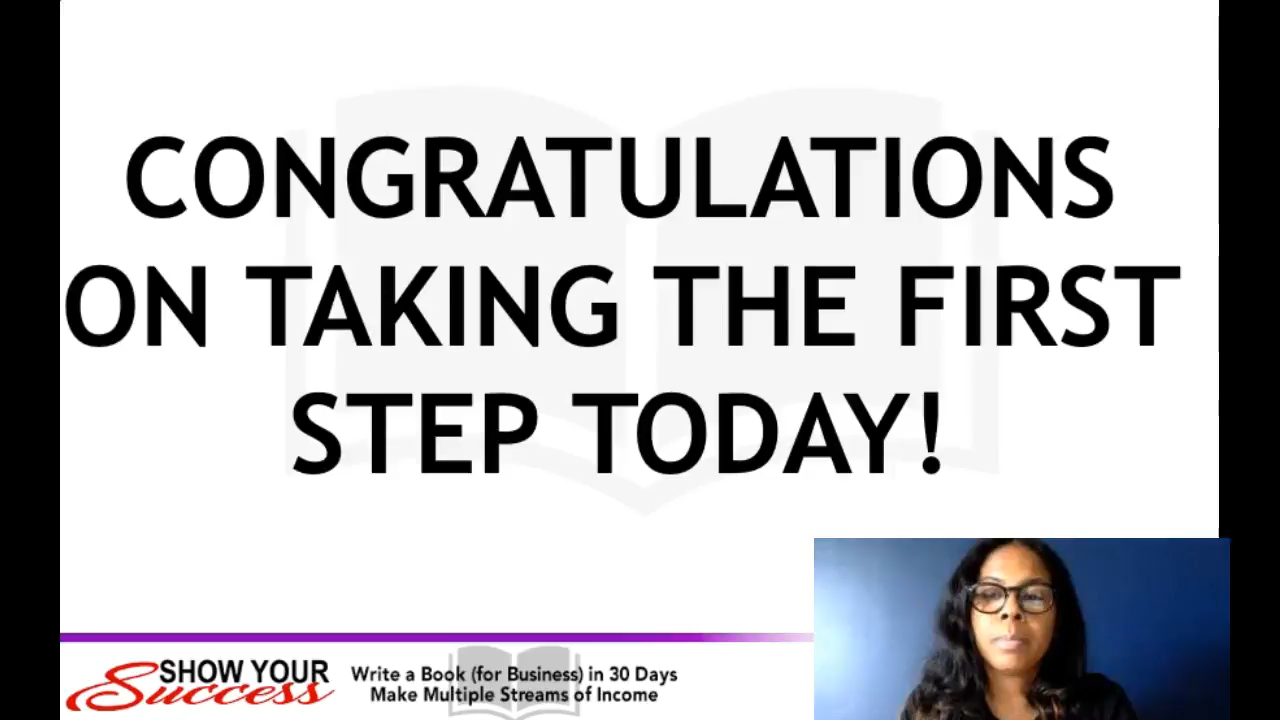 CONGRATULATIONS
ON TAKING THE FIRST
STEP TODAY!
SHOW YOUR
Success
Write a Book (for Business) in 30 Days
Make Multiple Streams of Income